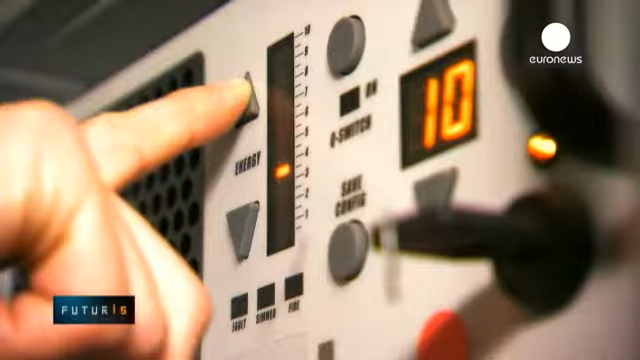 euronews
10
9
8
7
6
5
4
3
2
1
10
ON
Q-SWITCH
ENERGY
SAVE
CONFIG
FAULT SIMMER FIRE
FUTURIS